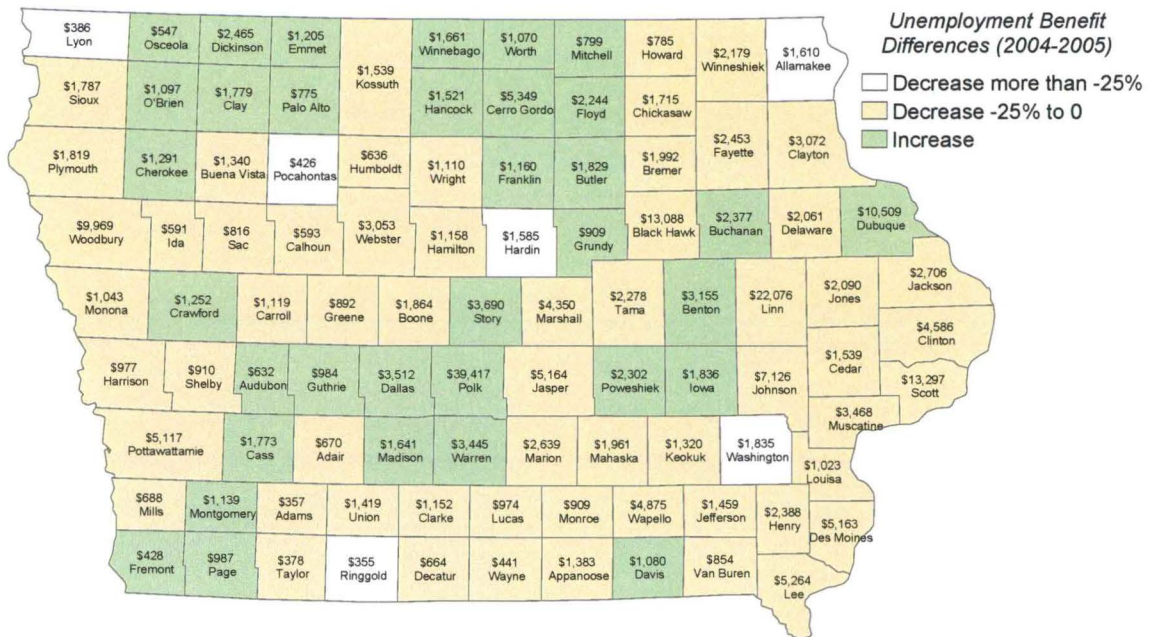 Unemployment Benefit
Differences (2004-2005)
Decrease more than -25%
Decrease -25% to 0
Increase
$386
Lyon
$547
Osceola
$2,465
Dickinson
$1,205
Emmet
$1,539
Kossuth
$1,661
Winnebago
$1,070
Worth
$799
Mitchell
$785
Howard
$2,179
Winneshiek
$1,610
Allamakee
$1,787
Sioux
$1,097
O'Brien
$1,779
Clay
$775
Palo Alto
$1,521
Hancock
$5,349
Cerro Gordo
$2,244
Floyd
$1,715
Chickasaw
$2,453
Fayette
$3,072
Clayton
$1,819
Plymouth
$1,291
Cherokee
$1,340
Buena Vista
$426
Pocahontas
$636
Humboldt
$1,110
Wright
$1,160
Franklin
$1,829
Butler
$1,992
Bremer
$9,969
Woodbury
$591
Ida
$816
Sac
$593
Calhoun
$3,053
Webster
$1,158
Hamilton
$1,585
Hardin
$909
Grundy
$13,088
Black Hawk
$2,377
Buchanan
$2,061
Delaware
$10,509
Dubuque
$1,043
Monona
$1,252
Crawford
$1,119
Carroll
$892
Greene
$1,864
Boone
$3,690
Story
$4,350
Marshall
$2,278
Tama
$3,155
Benton
$22,076
Linn
$2,090
Jones
$2,706
Jackson
$4,586
Clinton
$977
Harrison
$910
Shelby
$632
Audubon
$984
Guthrie
$3,512
Dallas
$39,417
Polk
$5,164
Jasper
$2,302
Poweshiek
$1,836
Iowa
$7,126
Johnson
$1,539
Cedar
$13,297
Scott
$3,468
Muscatine
$5,117
Pottawattamie
$1,773
Cass
$670
Adair
$1,641
Madison
$3,445
Warren
$2,639
Marion
$1,961
Mahaska
$1,320
Keokuk
$1,835
Washington
$1,023
Louisa
$688
Mills
$1,139
Montgomery
$357
Adams
$1,419
Union
$1,152
Clarke
$974
Lucas
$909
Monroe
$4,875
Wapello
$1,459
Jefferson
$2,388
Henry
$5,163
Des Moines
$428
Fremont
$987
Page
$378
Taylor
$355
Ringgold
$664
Decatur
$441
Wayne
$1,383
Appanoose
$1,080
Davis
$854
Van Buren
$5,264
Lee